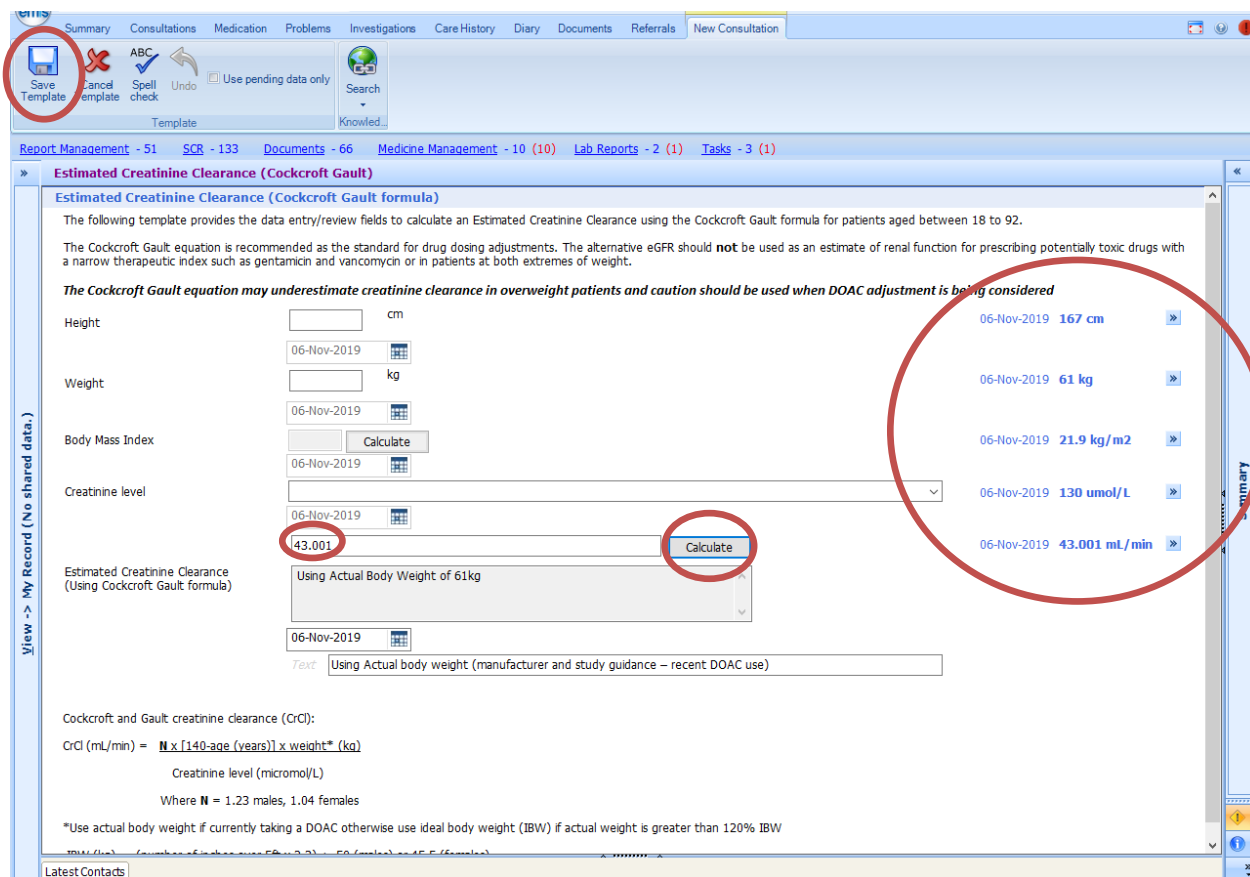 emis
Summary Consultations Medication Problems Investigations Care History Diary Documents Referrals New Consultation
Save Template
Cancel Template
ABC Spell check
Undo
Use pending data only
Search
Template
Knowled...
Report Management - 51 SCR - 133 Documents - 66 Medicine Management - 10 (10) Lab Reports - 2 (1) Tasks - 3 (1)
» Estimated Creatinine Clearance (Cockcroft Gault) «
Estimated Creatinine Clearance (Cockcroft Gault formula)
The following template provides the data entry/review fields to calculate an Estimated Creatinine Clearance using the Cockcroft Gault formula for patients aged between 18 to 92.
The Cockcroft Gault equation is recommended as the standard for drug dosing adjustments. The alternative eGFR should not be used as an estimate of renal function for prescribing potentially toxic drugs with
a narrow therapeutic index such as gentamicin and vancomycin or in patients at both extremes of weight.
The Cockcroft Gault equation may underestimate creatinine clearance in overweight patients and caution should be used when DOAC adjustment is being considered
Height cm 06-Nov-2019 167 cm »
06-Nov-2019
Weight kg 06-Nov-2019 61 kg »
06-Nov-2019
Body Mass Index Calculate 06-Nov-2019 21.9 kg/m2 »
06-Nov-2019
Creatinine level 06-Nov-2019 130 umol/L »
06-Nov-2019
43.001 Calculate 06-Nov-2019 43.001 mL/min »
Estimated Creatinine Clearance
(Using Cockcroft Gault formula)
Using Actual Body Weight of 61kg
06-Nov-2019
Text Using Actual body weight (manufacturer and study guidance – recent DOAC use)
Cockcroft and Gault creatinine clearance (CrCl):
CrCl (mL/min) = N x [140-age (years)] x weight* (kg)
Creatinine level (micromol/L)
Where N = 1.23 males, 1.04 females
*Use actual body weight if currently taking a DOAC otherwise use ideal body weight (IBW) if actual weight is greater than 120% IBW
View -> My Record (No shared data.)
Summary
Latest Contacts